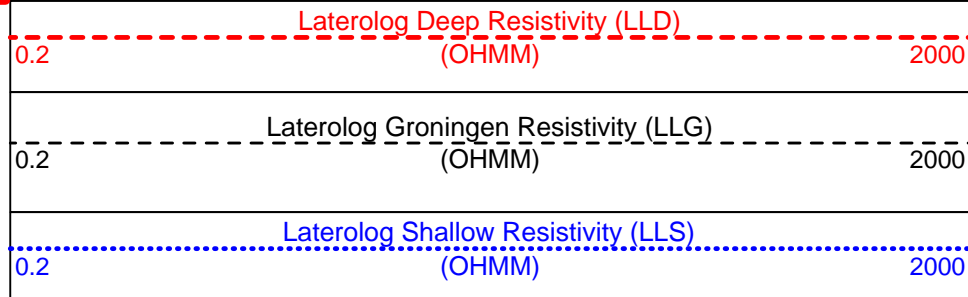 Laterolog Deep Resistivity (LLD)
0.2 (OHMM) 2000
Laterolog Groningen Resistivity (LLG)
0.2 (OHMM) 2000
Laterolog Shallow Resistivity (LLS)
0.2 (OHMM) 2000